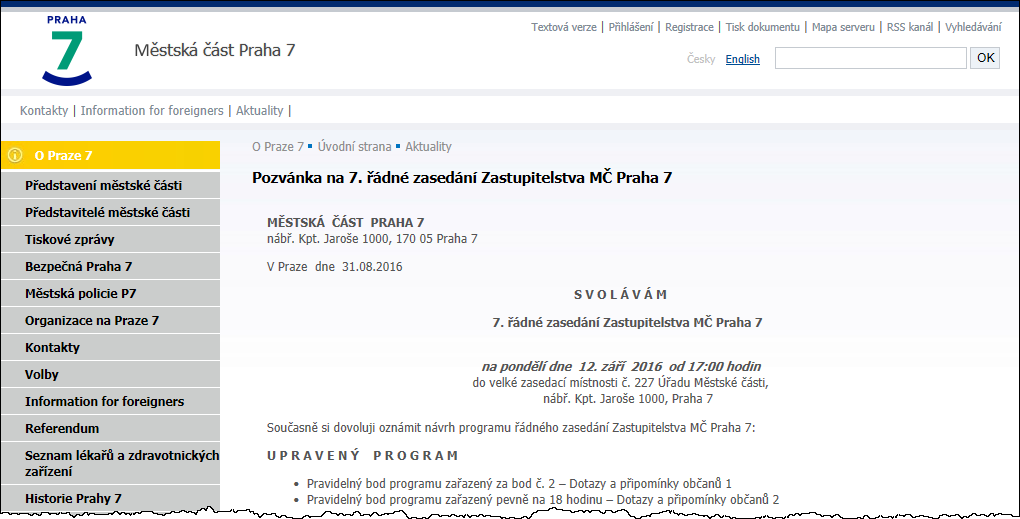 PRAHA
7
Městská část Praha 7
Textová verze | Přihlášení | Registrace | Tisk dokumentu | Mapa serveru | RSS kanál | Vyhledávání
Česky English OK
Kontakty | Information for foreigners | Aktuality |
O Praze 7
Představení městské části
Představitelé městské části
Tiskové zprávy
Bezpečná Praha 7
Městská policie P7
Organizace na Praze 7
Kontakty
Volby
Information for foreigners
Referendum
Seznam lékařů a zdravotnických
zařízení
Historie Prahy 7
O Praze 7 ▪ Úvodní strana ▪ Aktuality
Pozvánka na 7. řádné zasedání Zastupitelstva MČ Praha 7
MĚSTSKÁ ČÁST PRAHA 7
nábř. Kpt. Jaroše 1000, 170 05 Praha 7
V Praze dne 31.08.2016
S V O L Á V Á M
7. řádné zasedání Zastupitelstva MČ Praha 7
na pondělí dne 12. září 2016 od 17:00 hodin
do velké zasedací místnosti č. 227 Úřadu Městské části,
nábř. Kpt. Jaroše 1000, Praha 7
Současně si dovoluji oznámit návrh programu řádného zasedání Zastupitelstva MČ Praha 7:
U P R A V E N Ý P R O G R A M
• Pravidelný bod programu zařazený za bod č. 2 – Dotazy a připomínky občanů 1
• Pravidelný bod programu zařazený pevně na 18 hodinu – Dotazy a připomínky občanů 2